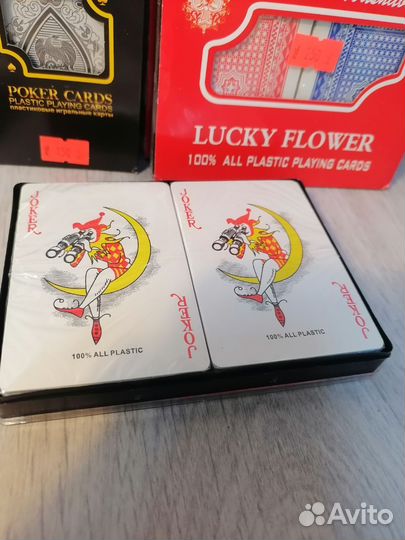 POKER CARDS
PLASTIC PLAYING CARDS
пластиковые игральные карты
LUCKY FLOWER
100% ALL PLASTIC PLAYING CARDS
JOKER
JOKER
100% ALL PLASTIC
JOKER
JOKER
100% ALL PLASTIC
Avito